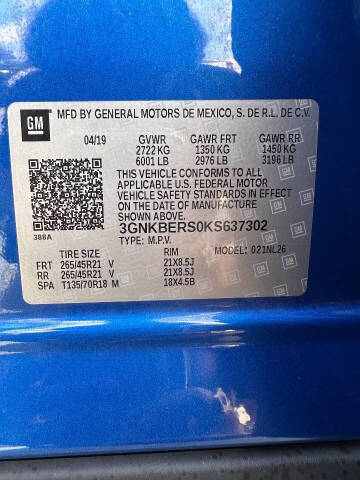 GM
MFD BY GENERAL MOTORS DE MEXICO, S. DE R.L. DE C.V.
04/19 GVWR GAWR FRT GAWR RR
2722 KG 1350 KG 1450 KG
6001 LB 2976 LB 3196 LB
THIS VEHICLE CONFORMS TO ALL
APPLICABLE U.S. FEDERAL MOTOR
VEHICLE SAFETY STANDARDS IN EFFECT
ON THE DATE OF MANUFACTURE
SHOWN ABOVE.
3GNKBERS0KS637302
388A TYPE: M.P.V. MODEL: 021NL26
TIRE SIZE RIM
FRT 265/45R21 V 21X8.5J
RR 265/45R21 V 21X8.5J
SPA T135/70R18 M 18X4.5B